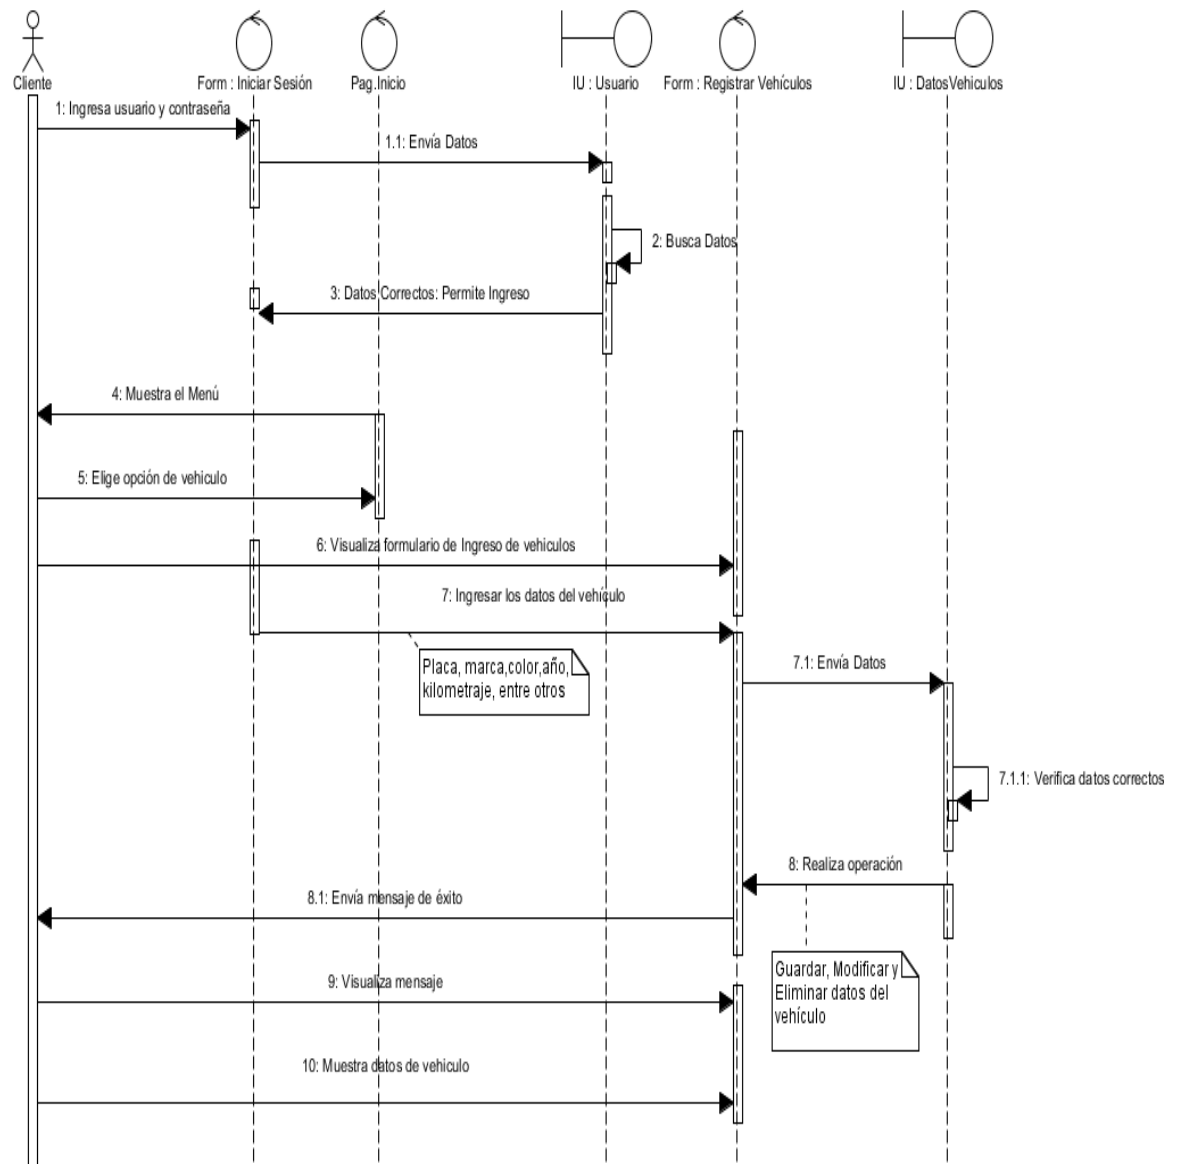 Cliente
Form : Iniciar Sesión
Pag.Inicio
IU : Usuario
Form : Registrar Vehículos
IU : DatosVehiculos
1: Ingresa usuario y contraseña
1.1: Envía Datos
2: Busca Datos
3: Datos Correctos: Permite Ingreso
4: Muestra el Menú
5: Elige opción de vehiculo
6: Visualiza formulario de Ingreso de vehiculos
7: Ingresar los datos del vehículo
Placa, marca,color,año,
kilometraje, entre otros
7.1: Envía Datos
7.1.1: Verifica datos correctos
8: Realiza operación
8.1: Envía mensaje de éxito
Guardar, Modificar y
Eliminar datos del
vehículo
9: Visualiza mensaje
10: Muestra datos de vehiculo